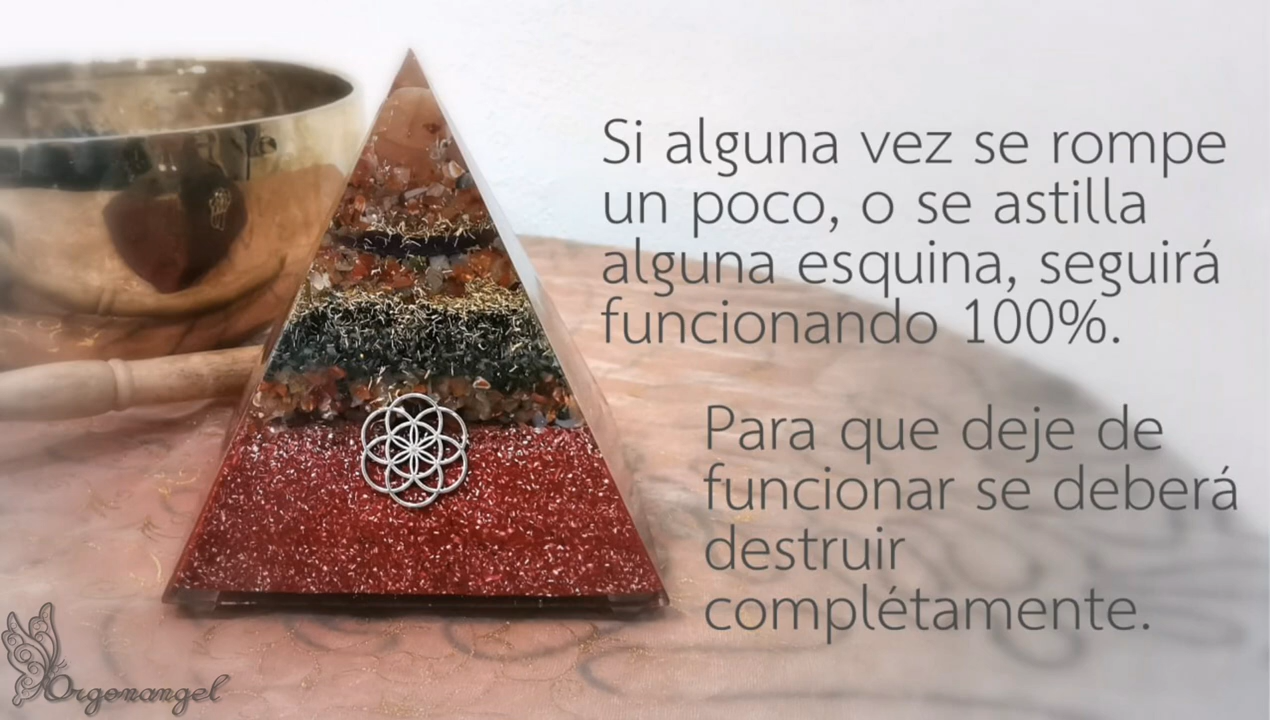 Si alguna vez se rompe
un poco, o se astilla
alguna esquina, seguirá
funcionando 100%.
Para que deje de
funcionar se deberá
destruir
complétamente.
Orgonangel